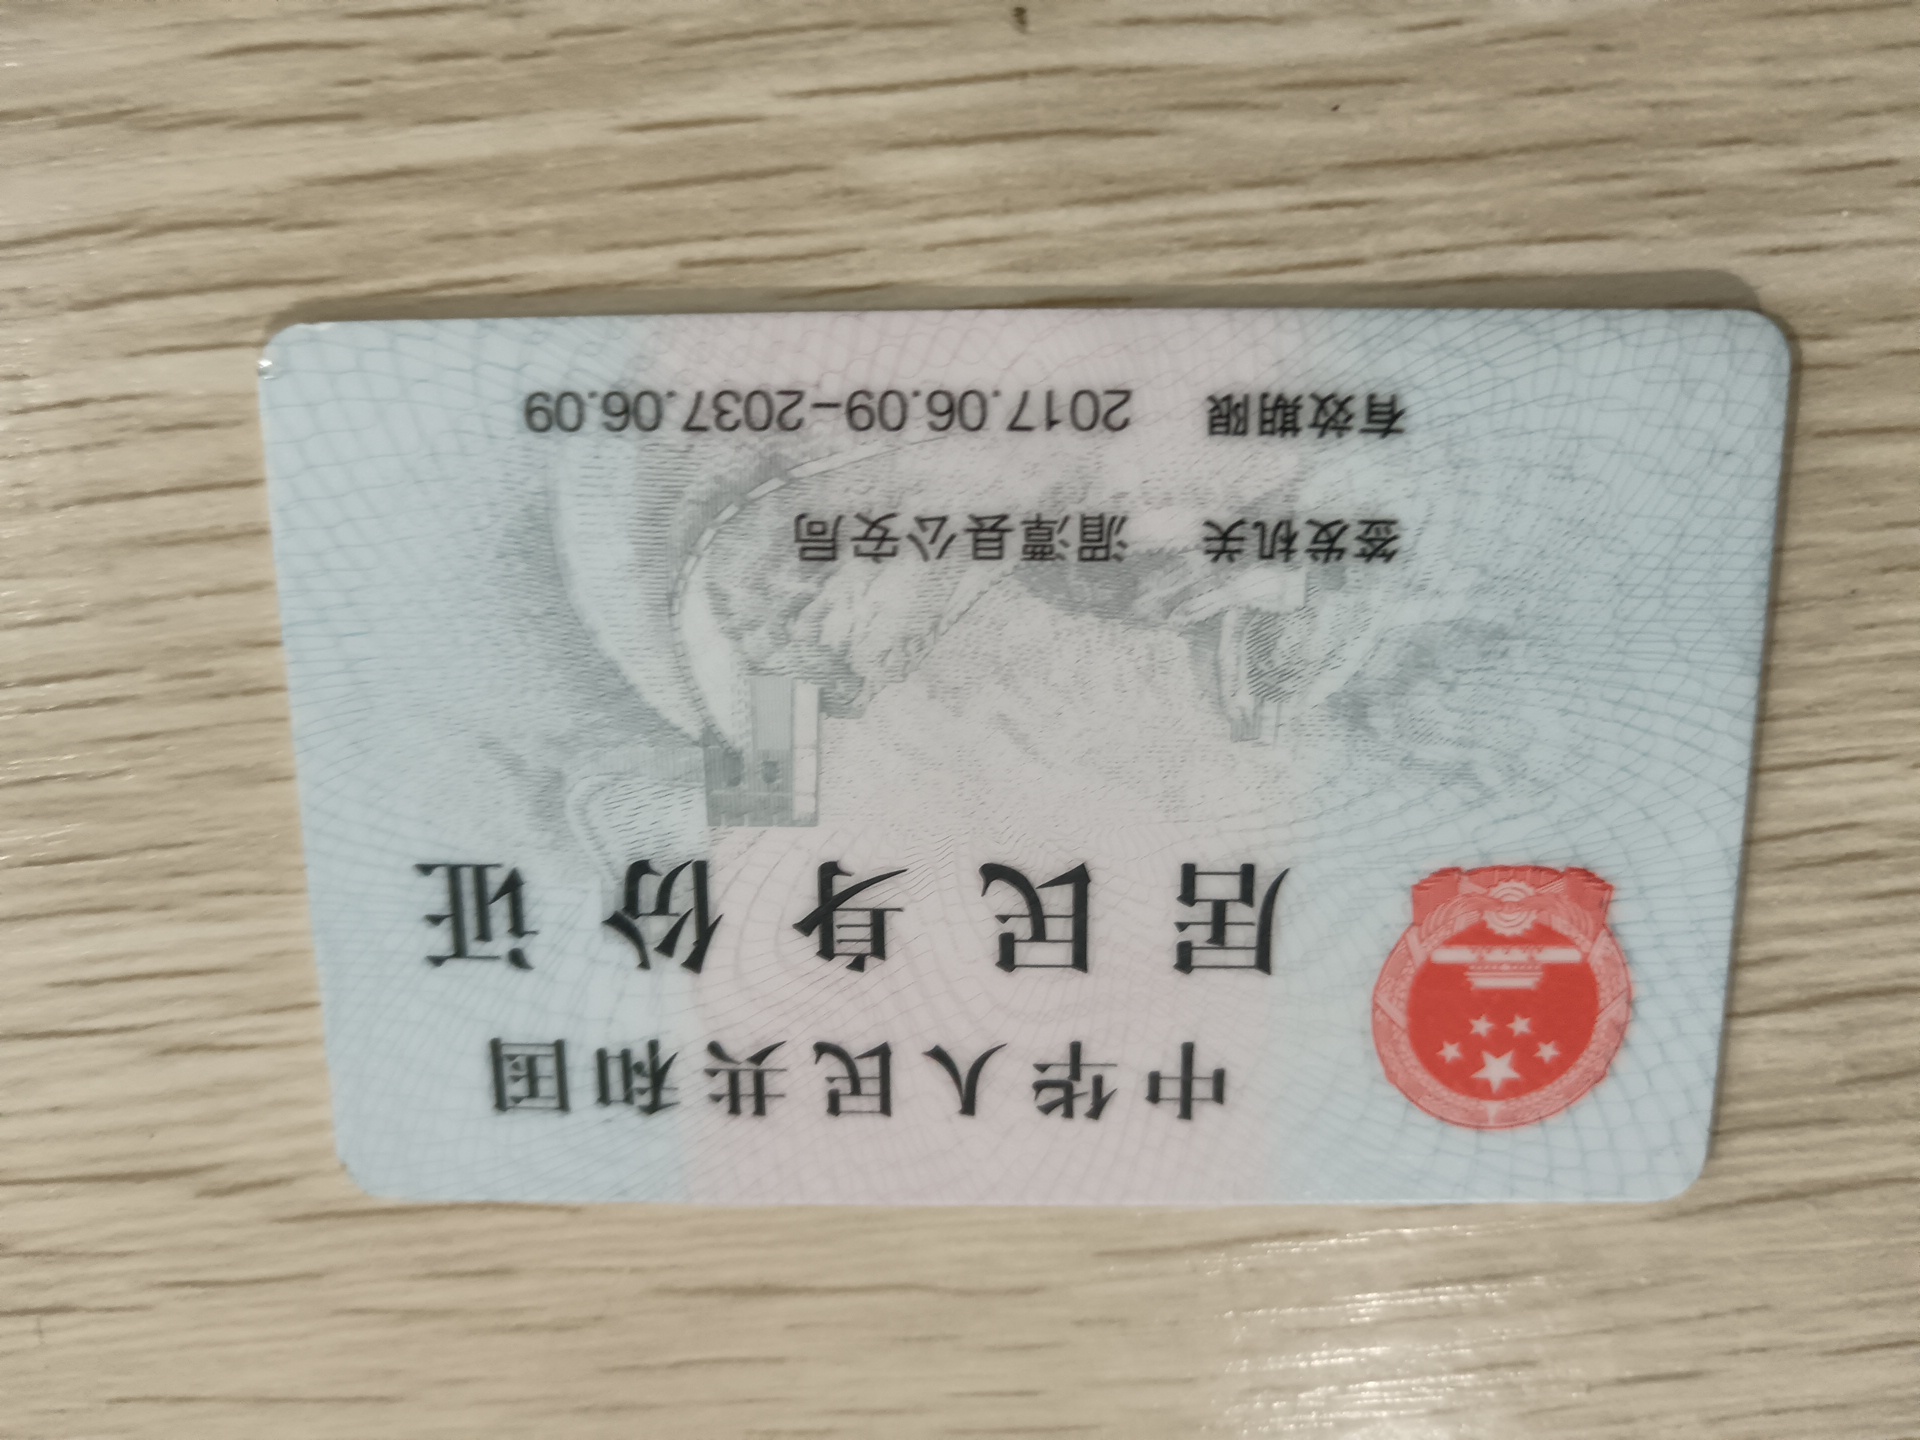 中华人民共和国
居民身份证
签发机关 湄潭县公安局
有效期限 2017.06.09-2037.06.09